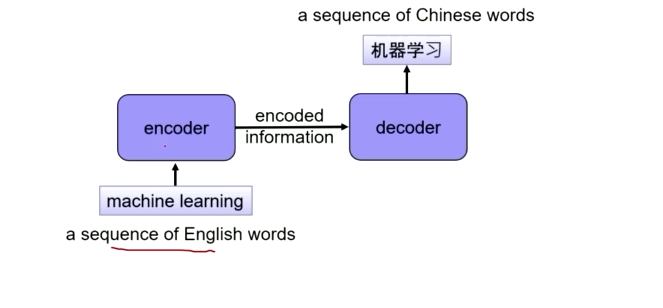 a sequence of Chinese words
机器学习
encoder
encoded
information
decoder
machine learning
a sequence of English words